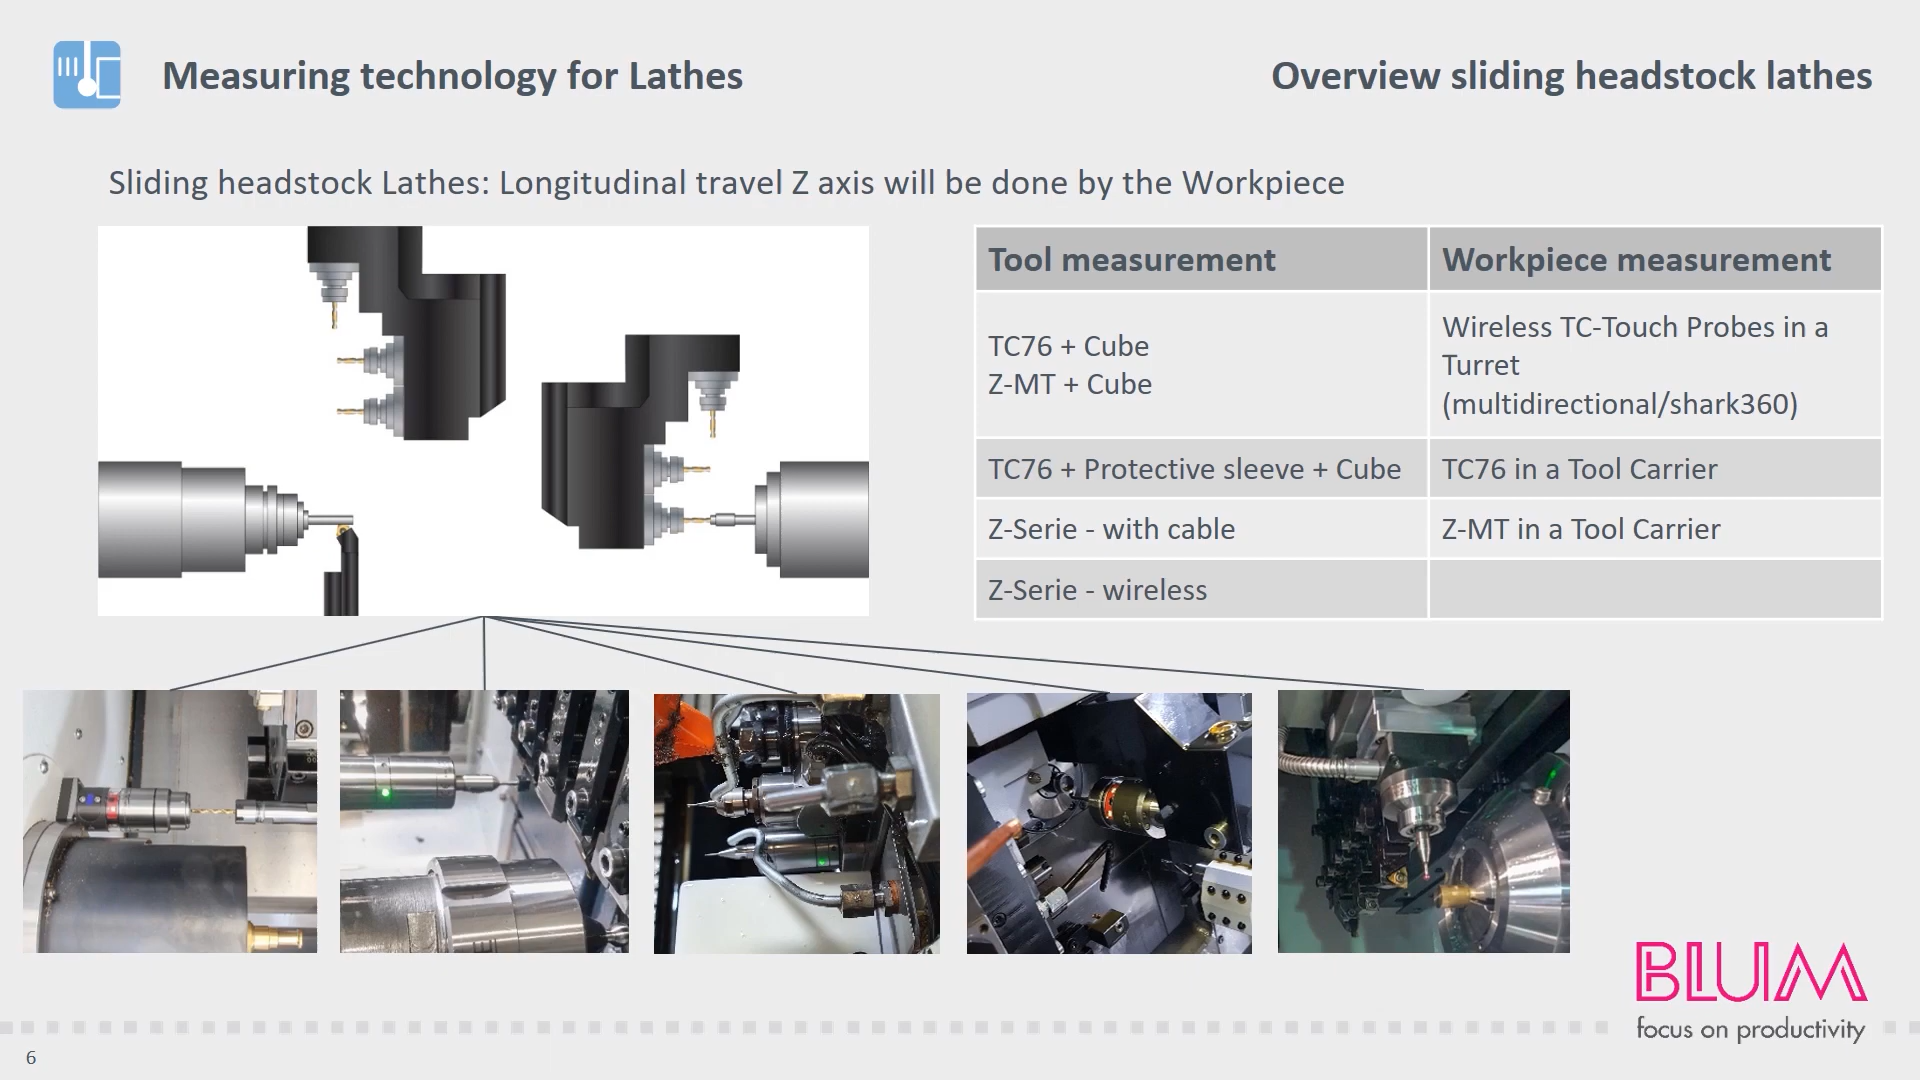 Measuring technology for Lathes
Overview sliding headstock lathes
Sliding headstock Lathes: Longitudinal travel Z axis will be done by the Workpiece
Tool measurement
Workpiece measurement
TC76 + Cube
Z-MT + Cube
Wireless TC-Touch Probes in a
Turret
(multidirectional/shark360)
TC76 + Protective sleeve + Cube
TC76 in a Tool Carrier
Z-Serie - with cable
Z-MT in a Tool Carrier
Z-Serie - wireless
BLUM
focus on productivity
6